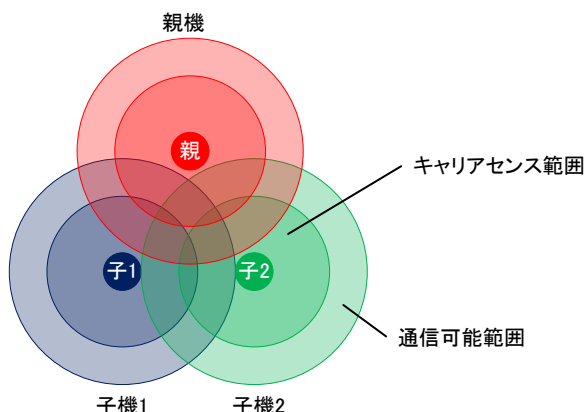 親機
親
キャリアセンス範囲
子1
子2
通信可能範囲
子機1
子機2